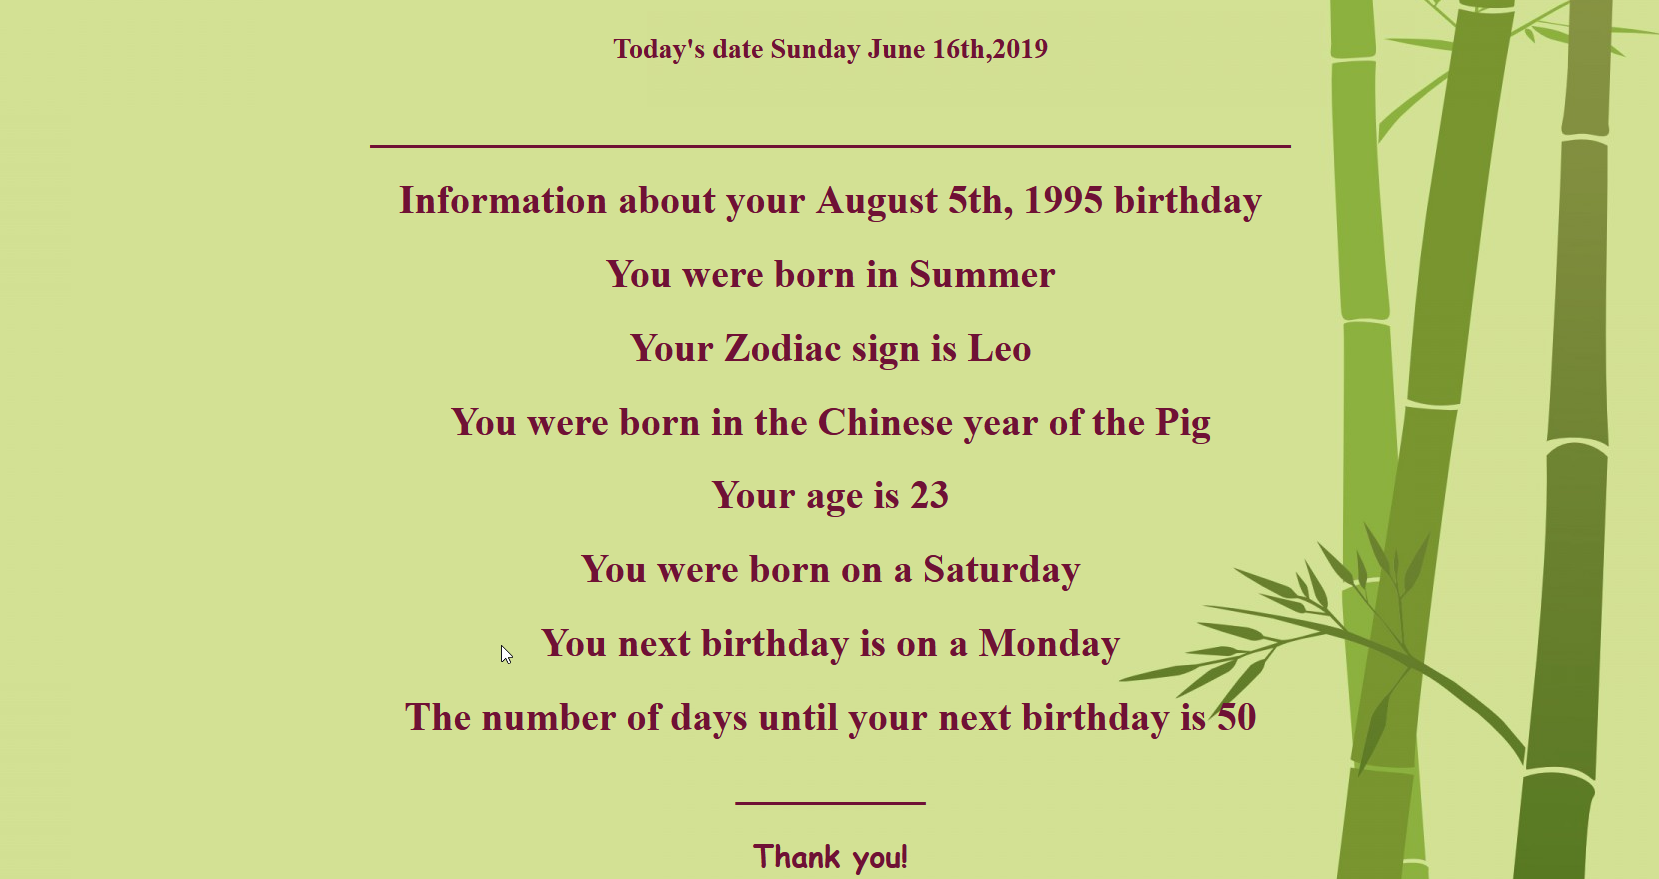 Today's date Sunday June 16th,2019
Information about your August 5th, 1995 birthday
You were born in Summer
Your Zodiac sign is Leo
You were born in the Chinese year of the Pig
Your age is 23
You were born on a Saturday
You next birthday is on a Monday
The number of days until your next birthday is 50
Thank you!